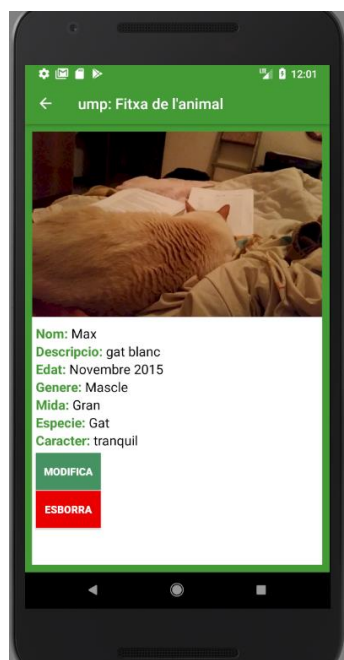 12:01
ump: Fitxa de l'animal
Nom: Max
Descripcio: gat blanc
Edat: Novembre 2015
Genere: Mascle
Mida: Gran
Especie: Gat
Caracter: tranquil
MODIFICA
ESBORRA